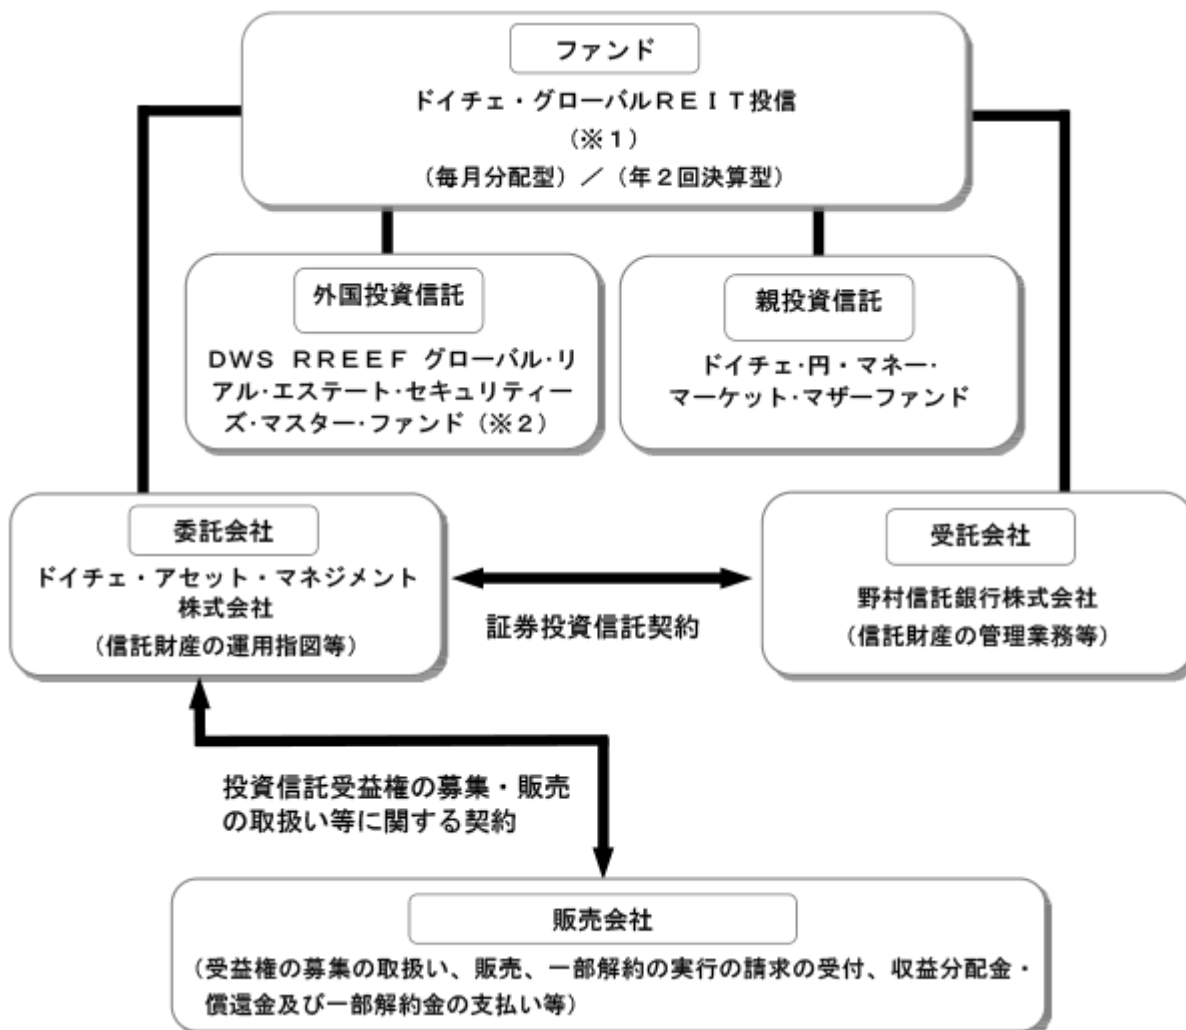 ファンド
ドイチェ・グローバルREIT投信
(※1)
(毎月分配型)/(年2回決算型)
外国投資信託
DWS RREEF グローバル・リ
アル・エステート・セキュリティー
ズ・マスター・ファンド(※2)
親投資信託
ドイチェ・円・マネー・
マーケット・マザーファンド
委託会社
ドイチェ・アセット・マネジメント
株式会社
(信託財産の運用指図等)
証券投資信託契約
受託会社
野村信託銀行株式会社
(信託財産の管理業務等)
投資信託受益権の募集・販売
の取扱い等に関する契約
販売会社
(受益権の募集の取扱い、販売、一部解約の実行の請求の受付、収益分配金・
償還金及び一部解約金の支払い等)